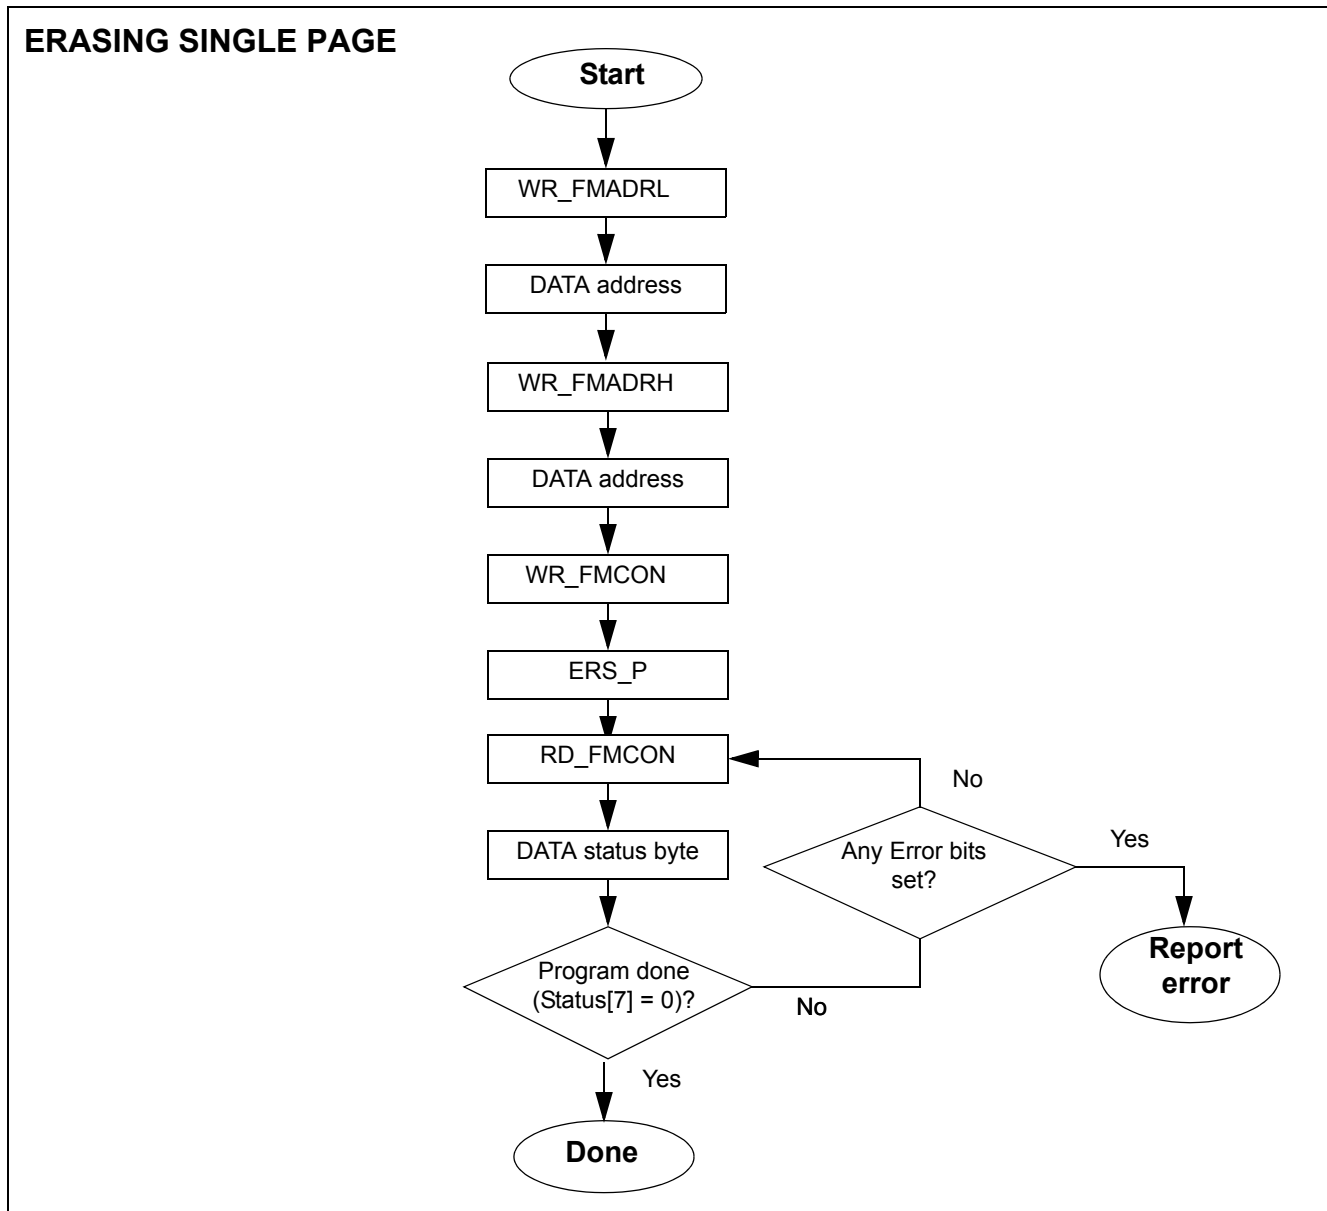 ERASING SINGLE PAGE
Start
WR_FMADRL
DATA address
WR_FMADRH
DATA address
WR_FMCON
ERS_P
RD_FMCON
No
DATA status byte
Any Error bits
set?
Yes
Program done
(Status[7] = 0)?
No
Report
error
Yes
Done